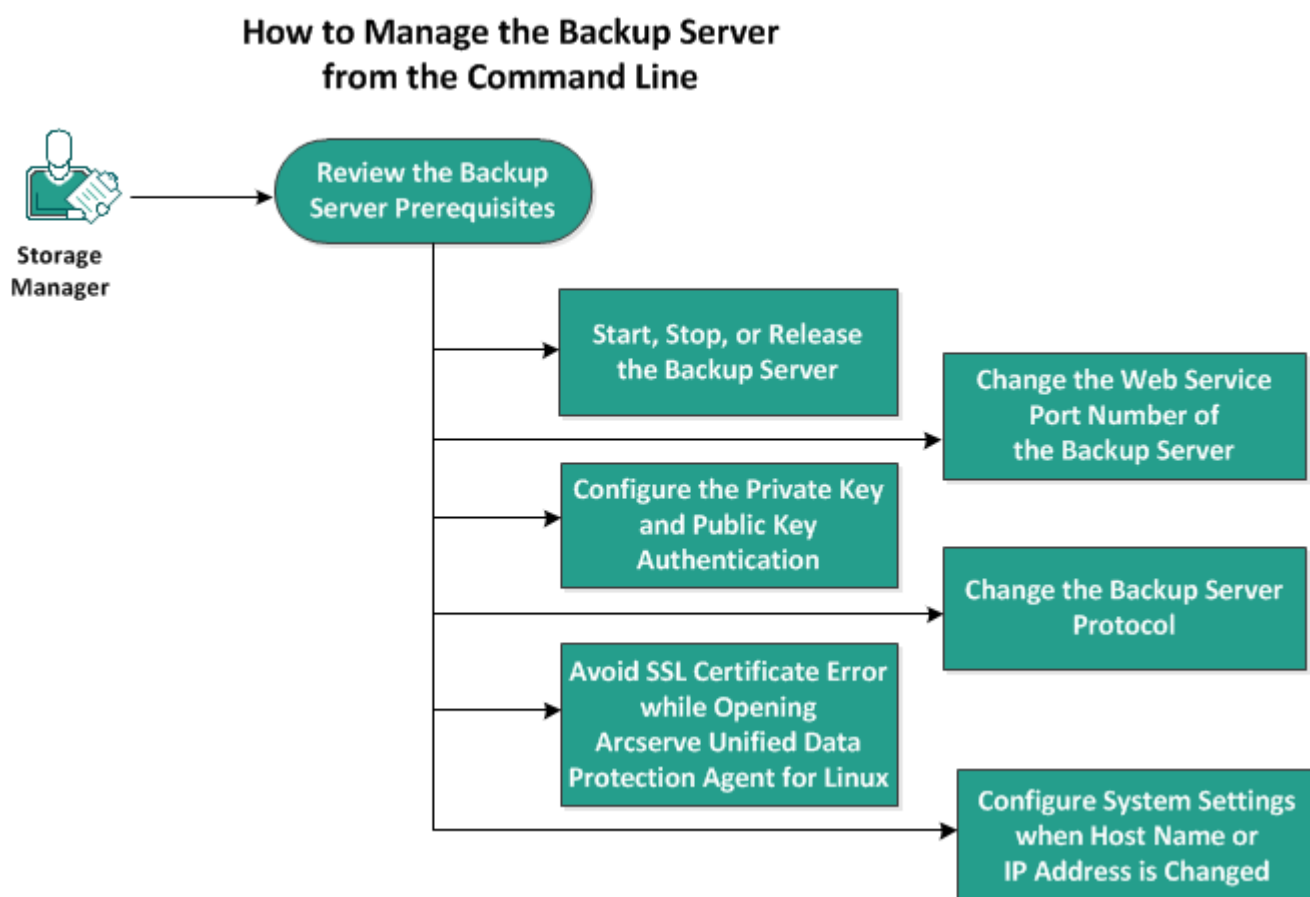 How to Manage the Backup Server
from the Command Line
Storage
Manager
Review the Backup
Server Prerequisites
Start, Stop, or Release
the Backup Server
Change the Web Service
Port Number of
the Backup Server
Configure the Private Key
and Public Key
Authentication
Change the Backup Server
Protocol
Avoid SSL Certificate Error
while Opening
Arcserve Unified Data
Protection Agent for Linux
Configure System Settings
when Host Name or
IP Address is Changed